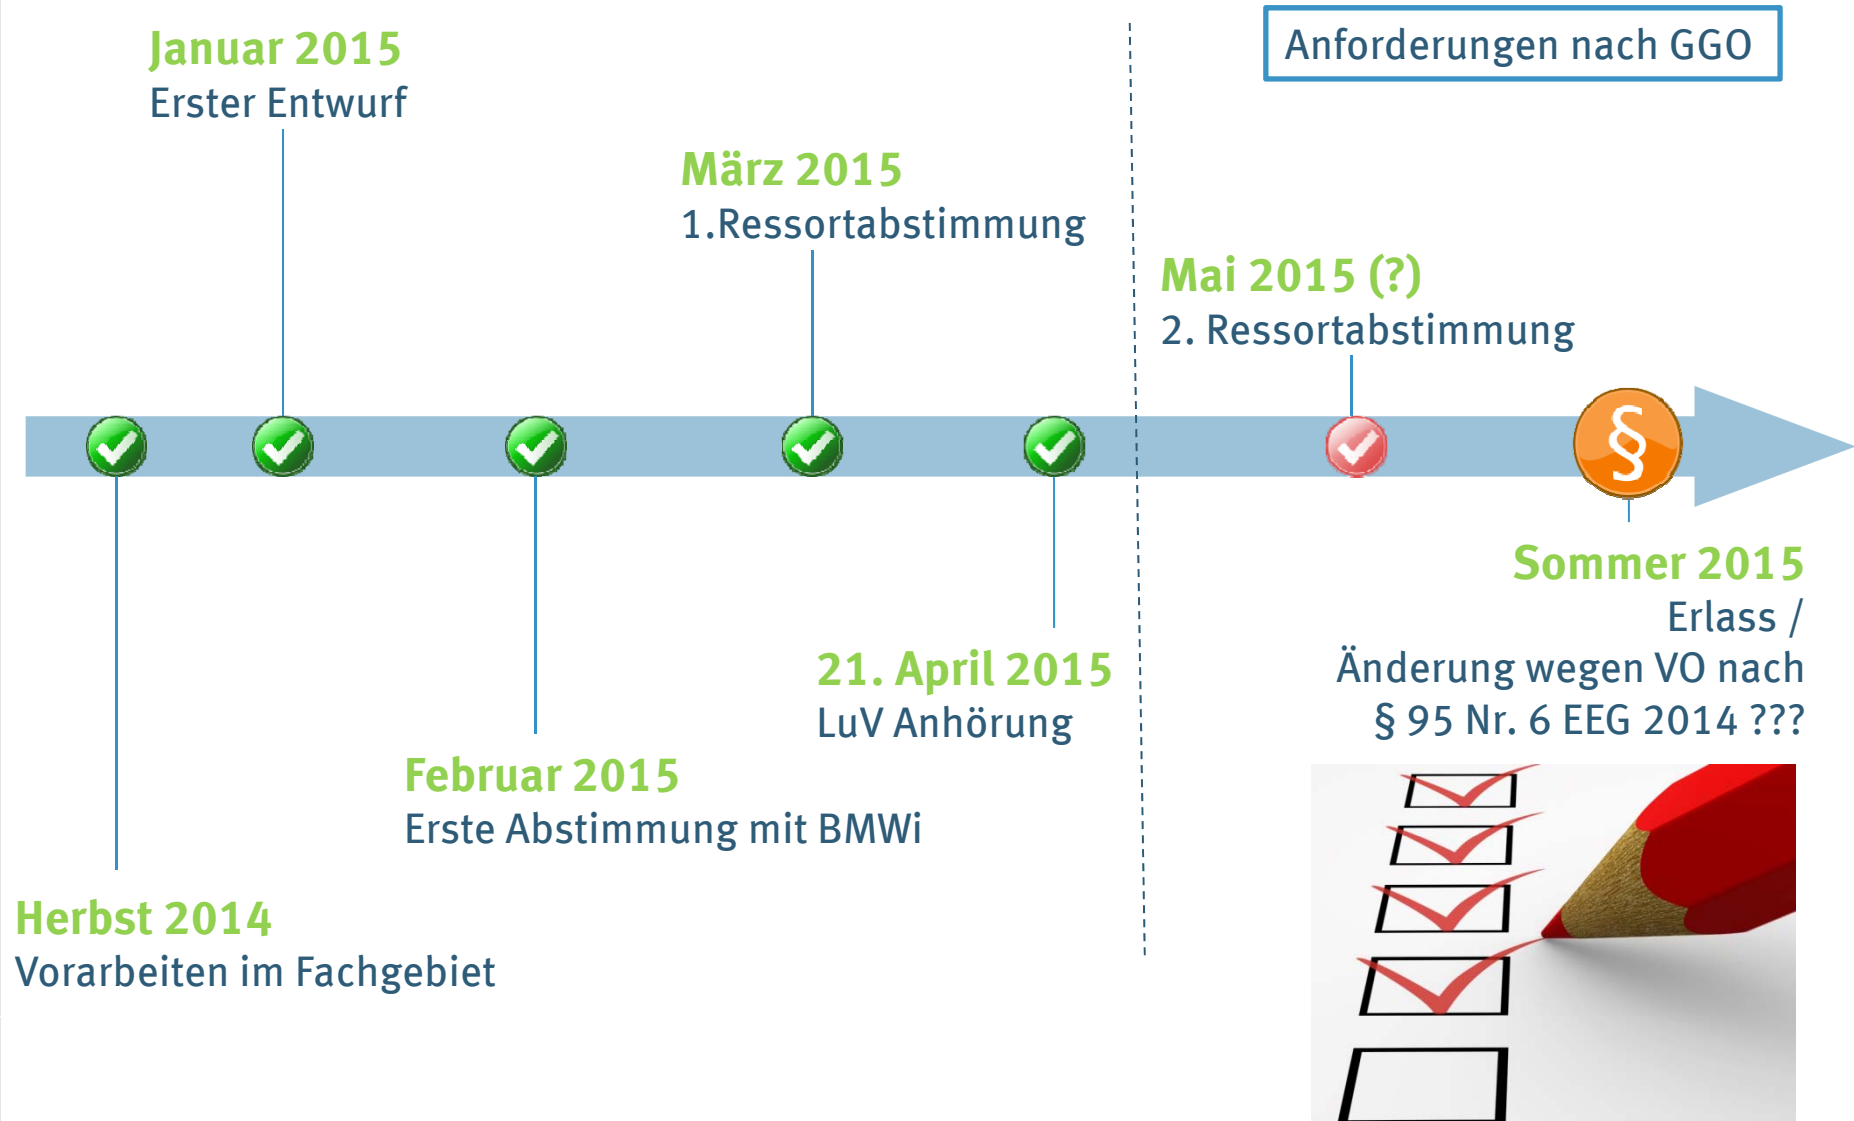 Januar 2015
Erster Entwurf
Anforderungen nach GGO
März 2015
1.Ressortabstimmung
Mai 2015 (?)
2. Ressortabstimmung
§
Sommer 2015
Erlass /
Änderung wegen VO nach
§ 95 Nr. 6 EEG 2014 ???
21. April 2015
LuV Anhörung
Februar 2015
Erste Abstimmung mit BMWi
Herbst 2014
Vorarbeiten im Fachgebiet